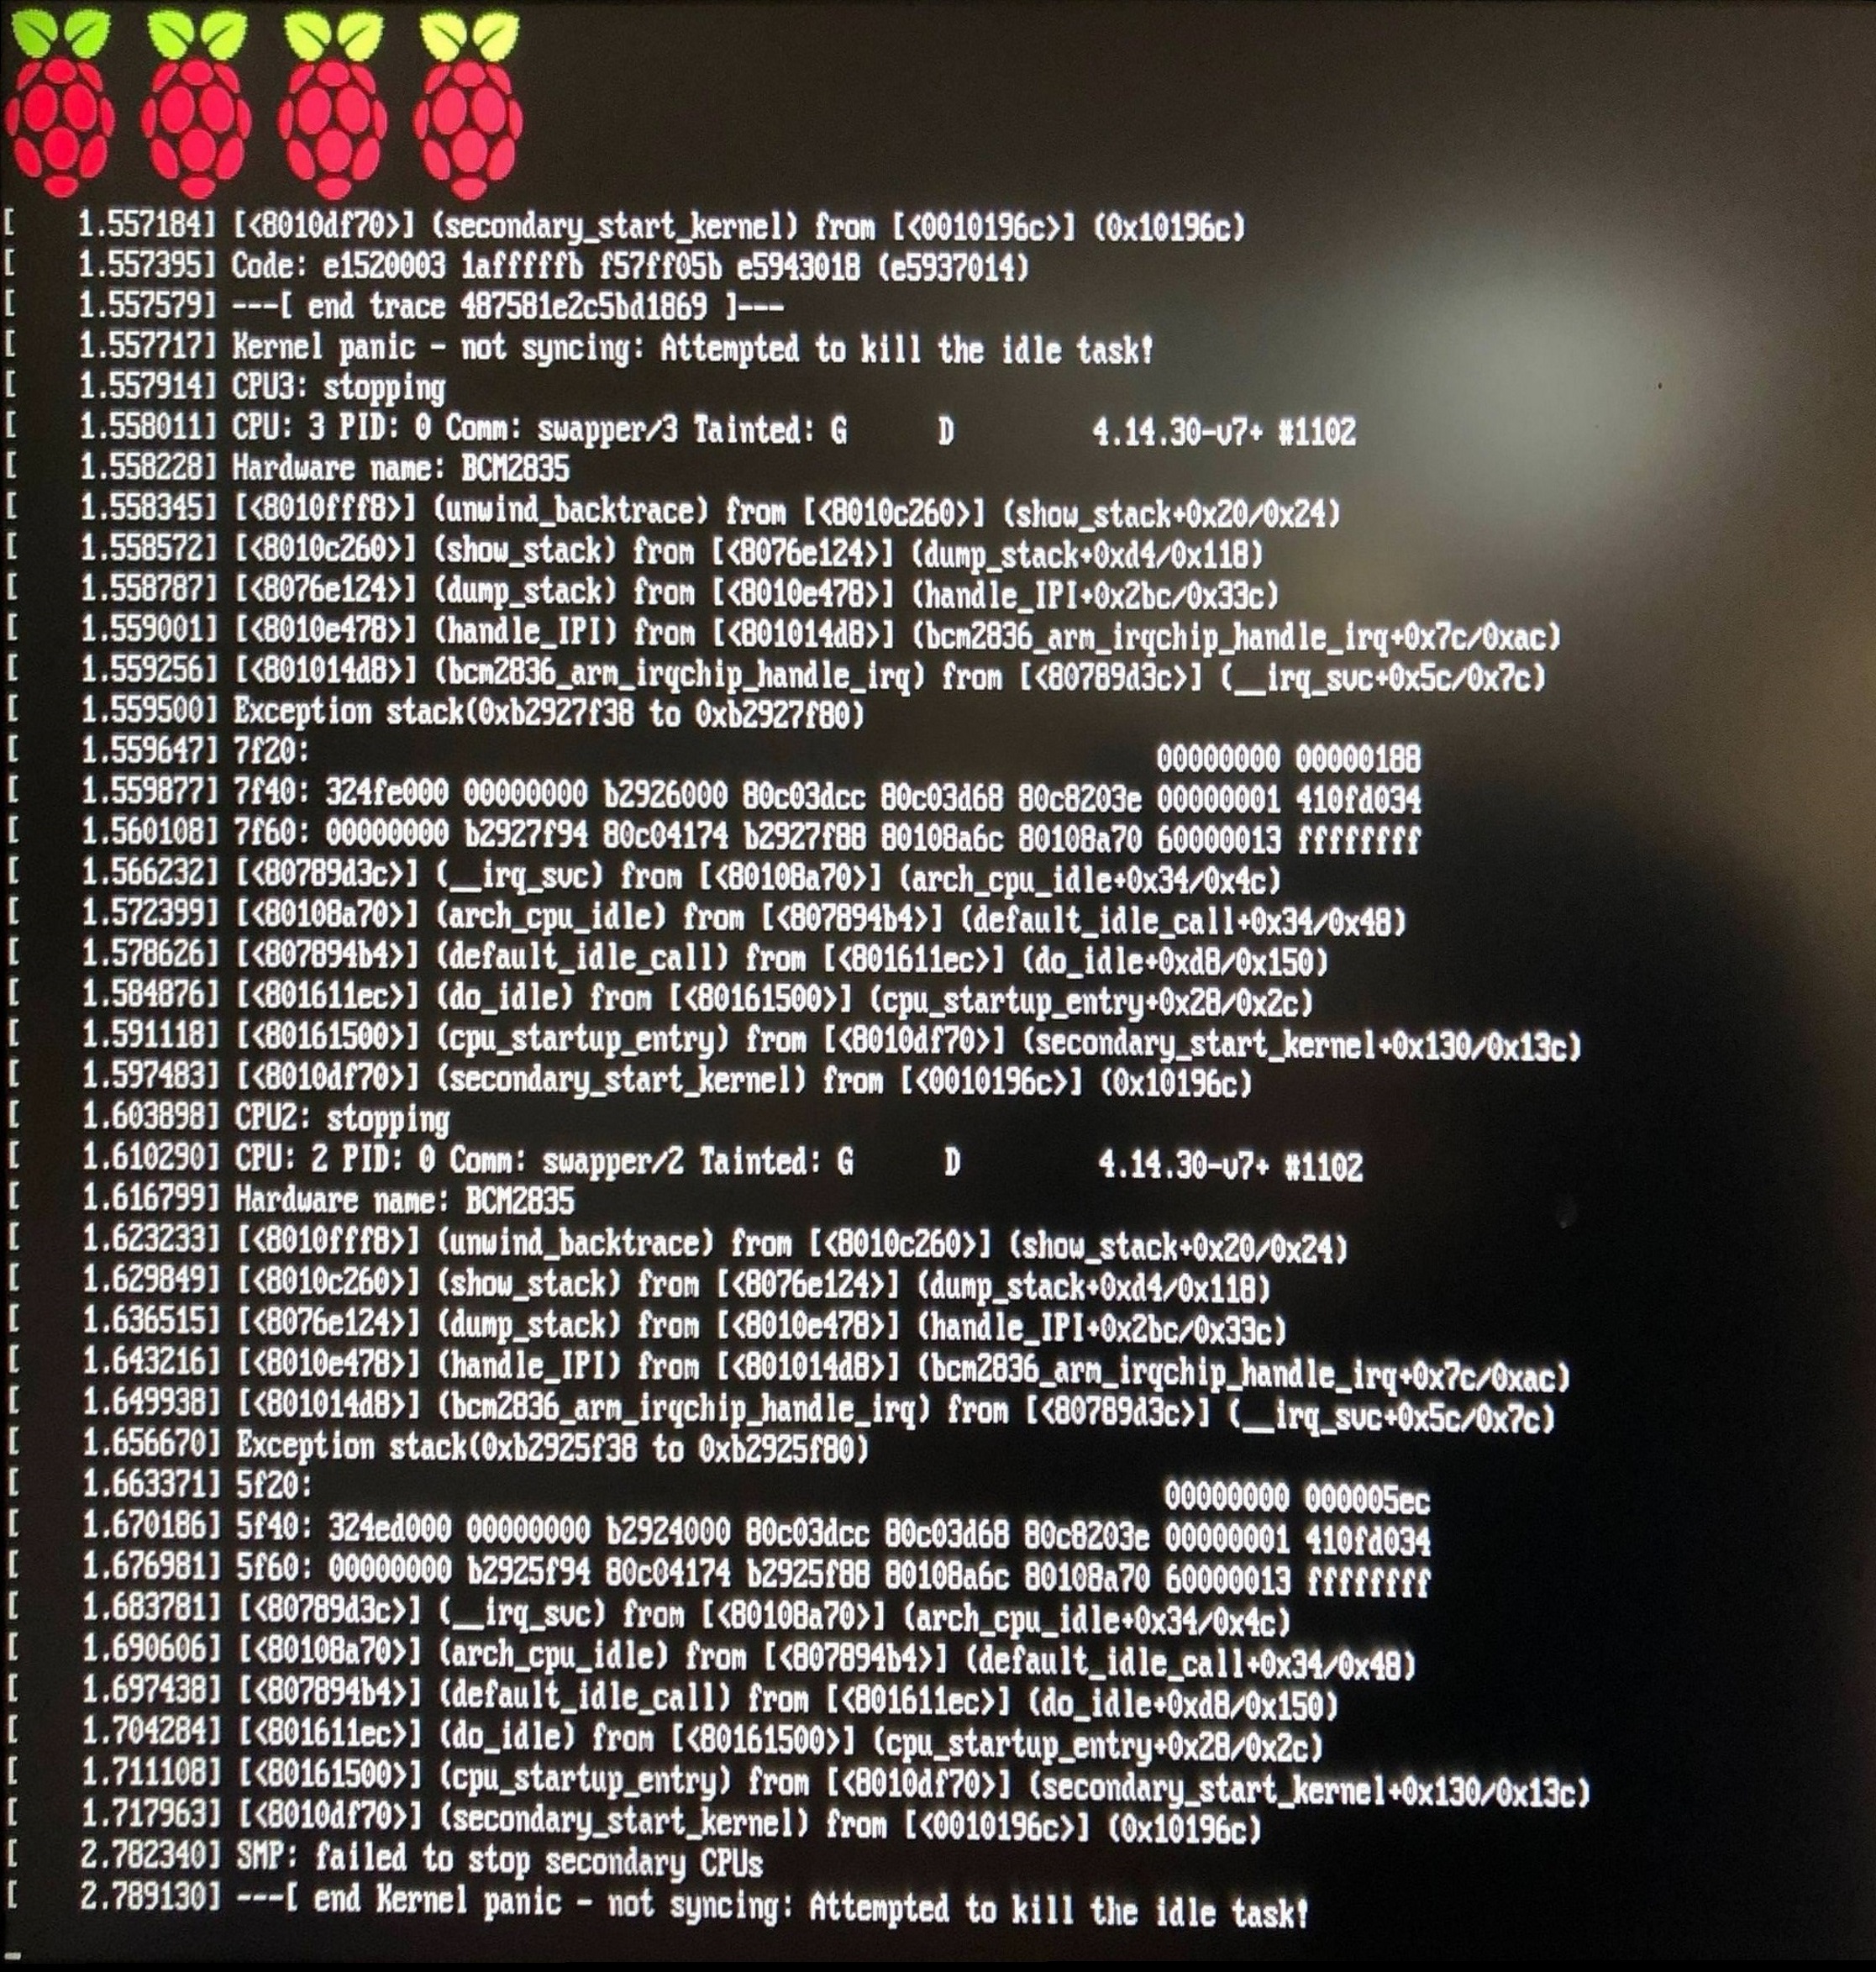 [    1.557184] [<8010df70>] (secondary_start_kernel) from [<0010196c>] (0x10196c)
[    1.557395] Code: e1520003 1afffffb f57ff05b e5943018 (e5937014)
[    1.557579] ---[ end trace 487581e2c5bd1869 ]---
[    1.557717] Kernel panic - not syncing: Attempted to kill the idle task!
[    1.557914] CPU3: stopping
[    1.558011] CPU: 3 PID: 0 Comm: swapper/3 Tainted: G      D         4.14.30-v7+ #1102
[    1.558228] Hardware name: BCM2835
[    1.558345] [<8010fff8>] (unwind_backtrace) from [<8010c260>] (show_stack+0x20/0x24)
[    1.558572] [<8010c260>] (show_stack) from [<8076e124>] (dump_stack+0xd4/0x118)
[    1.558787] [<8076e124>] (dump_stack) from [<8010e478>] (handle_IPI+0x2bc/0x33c)
[    1.559001] [<8010e478>] (handle_IPI) from [<801014d8>] (bcm2836_arm_irqchip_handle_irq+0x7c/0xac)
[    1.559256] [<801014d8>] (bcm2836_arm_irqchip_handle_irq) from [<80789d3c>] (__irq_svc+0x5c/0x7c)
[    1.559500] Exception stack(0xb2927f38 to 0xb2927f80)
[    1.559647] 7f20:                                                       00000000 00000188
[    1.559877] 7f40: 324fe000 00000000 b2926000 80c03dcc 80c03d68 80c8203e 00000001 410fd034
[    1.560108] 7f60: 00000000 b2927f94 80c04174 b2927f88 80108a6c 80108a70 60000013 ffffffff
[    1.566232] [<80789d3c>] (__irq_svc) from [<80108a70>] (arch_cpu_idle+0x34/0x4c)
[    1.572399] [<80108a70>] (arch_cpu_idle) from [<807894b4>] (default_idle_call+0x34/0x48)
[    1.578626] [<807894b4>] (default_idle_call) from [<801611ec>] (do_idle+0xd8/0x150)
[    1.584876] [<801611ec>] (do_idle) from [<80161500>] (cpu_startup_entry+0x28/0x2c)
[    1.591118] [<80161500>] (cpu_startup_entry) from [<8010df70>] (secondary_start_kernel+0x130/0x13c)
[    1.597483] [<8010df70>] (secondary_start_kernel) from [<0010196c>] (0x10196c)
[    1.603898] CPU2: stopping
[    1.610290] CPU: 2 PID: 0 Comm: swapper/2 Tainted: G      D         4.14.30-v7+ #1102
[    1.616799] Hardware name: BCM2835
[    1.623233] [<8010fff8>] (unwind_backtrace) from [<8010c260>] (show_stack+0x20/0x24)
[    1.629849] [<8010c260>] (show_stack) from [<8076e124>] (dump_stack+0xd4/0x118)
[    1.636515] [<8076e124>] (dump_stack) from [<8010e478>] (handle_IPI+0x2bc/0x33c)
[    1.643216] [<8010e478>] (handle_IPI) from [<801014d8>] (bcm2836_arm_irqchip_handle_irq+0x7c/0xac)
[    1.649938] [<801014d8>] (bcm2836_arm_irqchip_handle_irq) from [<80789d3c>] (__irq_svc+0x5c/0x7c)
[    1.656670] Exception stack(0xb2925f38 to 0xb2925f80)
[    1.663371] 5f20:                                                       00000000 000005ec
[    1.670186] 5f40: 324ed000 00000000 b2924000 80c03dcc 80c03d68 80c8203e 00000001 410fd034
[    1.676981] 5f60: 00000000 b2925f94 80c04174 b2925f88 80108a6c 80108a70 60000013 ffffffff
[    1.683781] [<80789d3c>] (__irq_svc) from [<80108a70>] (arch_cpu_idle+0x34/0x4c)
[    1.690606] [<80108a70>] (arch_cpu_idle) from [<807894b4>] (default_idle_call+0x34/0x48)
[    1.697438] [<807894b4>] (default_idle_call) from [<801611ec>] (do_idle+0xd8/0x150)
[    1.704284] [<801611ec>] (do_idle) from [<80161500>] (cpu_startup_entry+0x28/0x2c)
[    1.711108] [<80161500>] (cpu_startup_entry) from [<8010df70>] (secondary_start_kernel+0x130/0x13c)
[    1.717963] [<8010df70>] (secondary_start_kernel) from [<0010196c>] (0x10196c)
[    2.782340] SMP: failed to stop secondary CPUs
[    2.789130] ---[ end Kernel panic - not syncing: Attempted to kill the idle task!